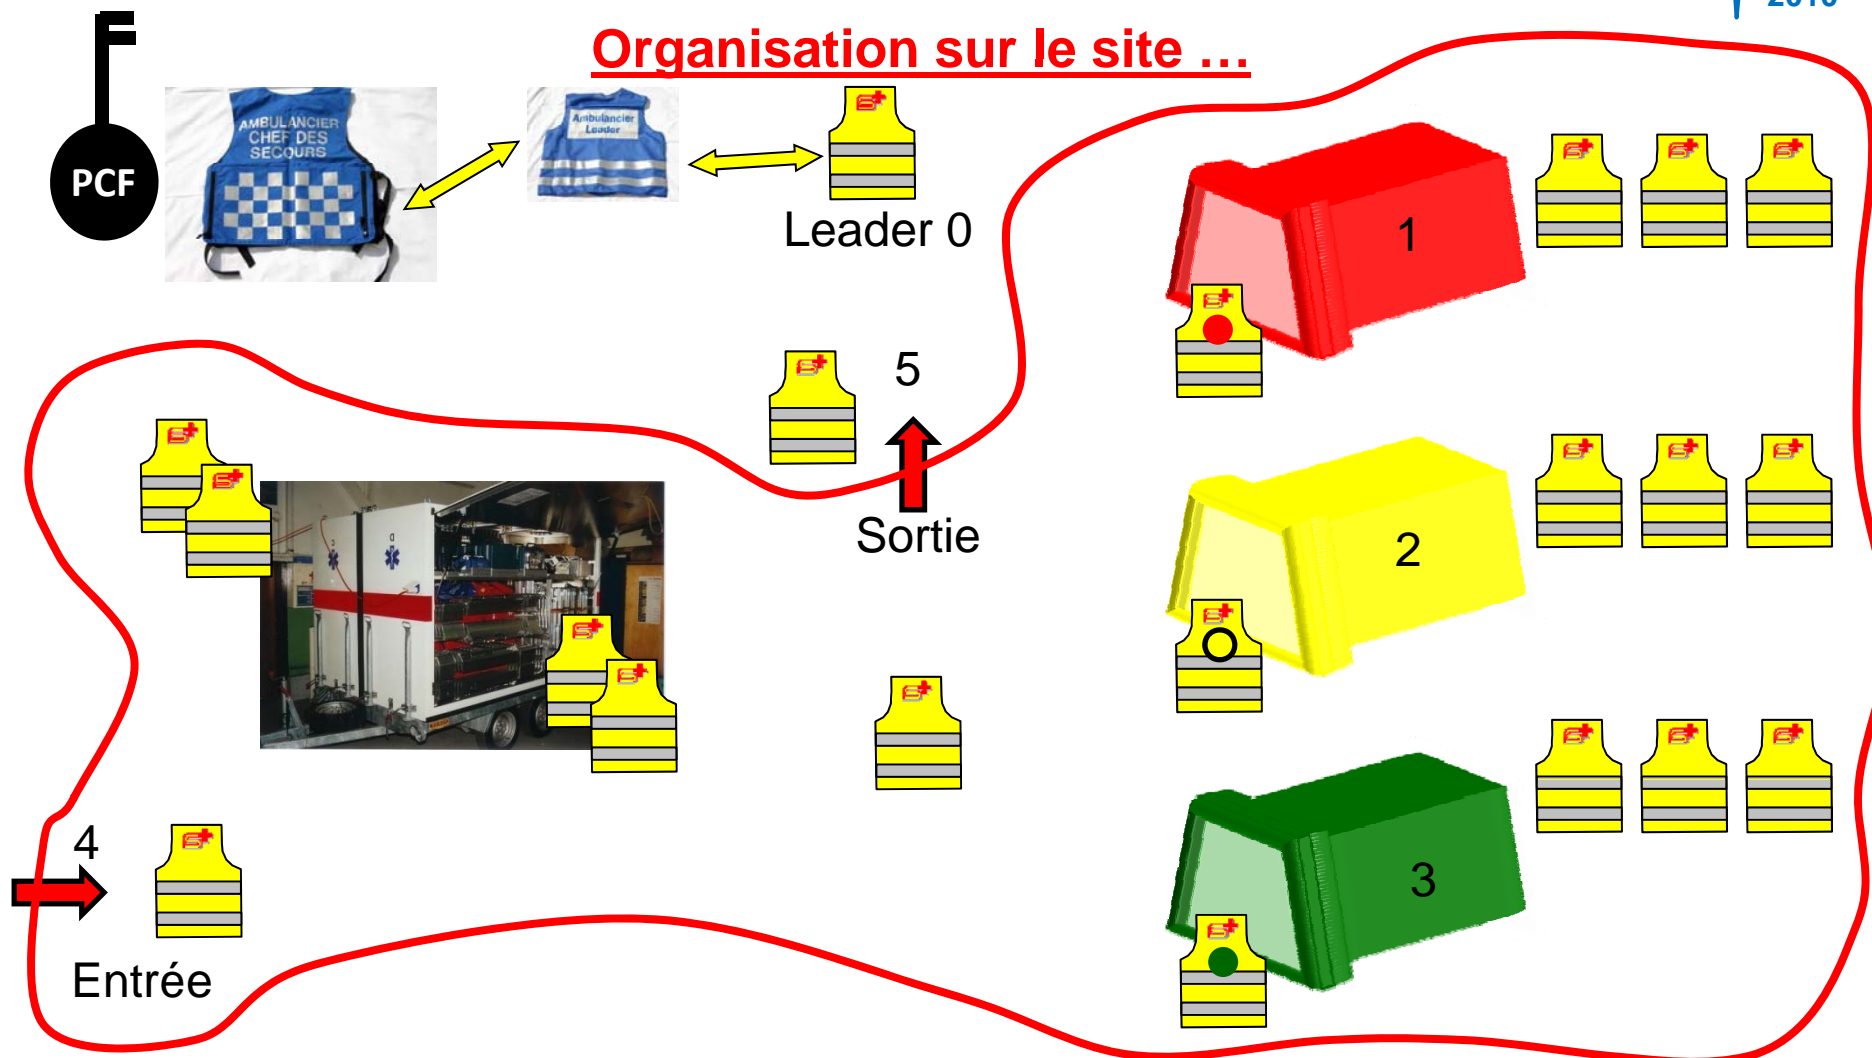 2016
Organisation sur le site …
PCF
AMBULANCIER
CHEF DES
SECOURS
Ambulancier
Leader
Leader 0
1
5
Sortie
2
4
Entrée
3